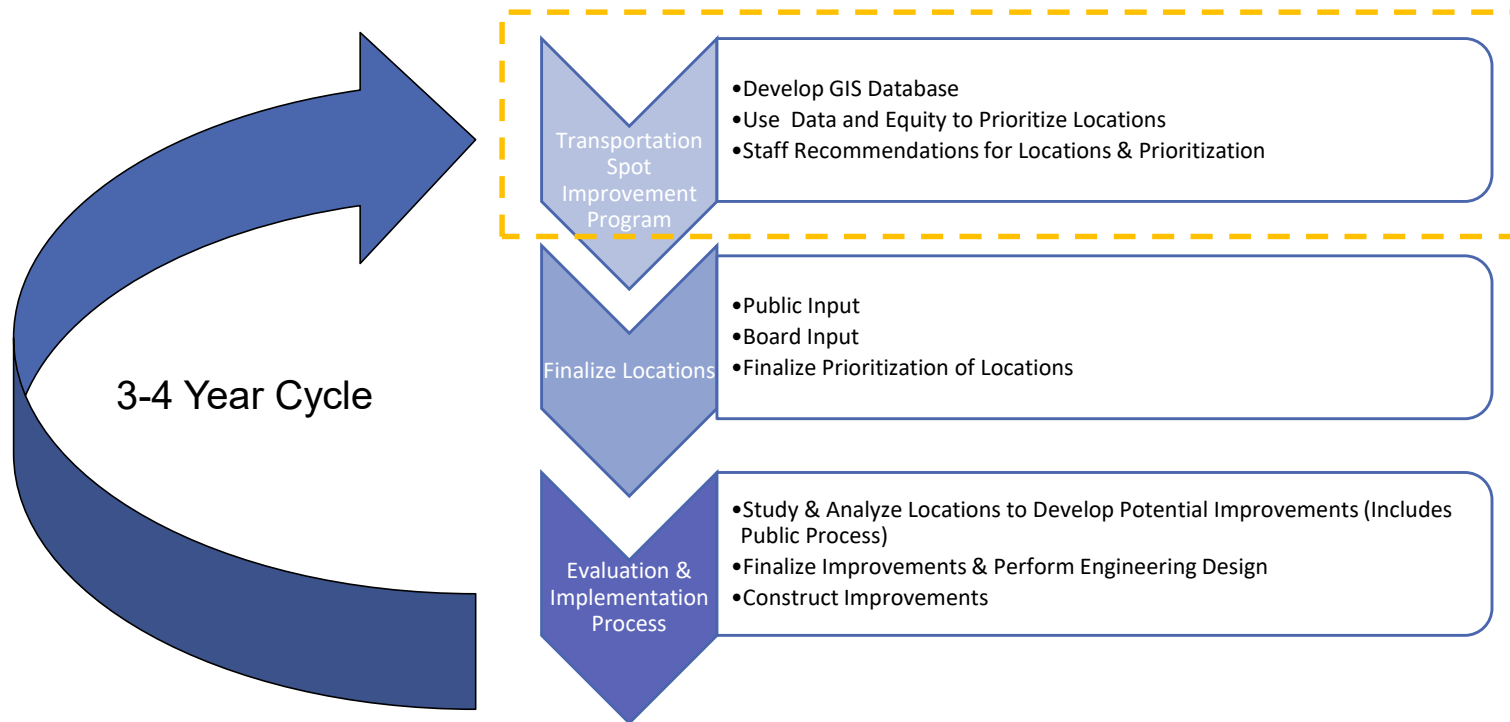 Transportation
Spot
Improvement
Program
•Develop GIS Database
•Use  Data and Equity to Prioritize Locations
•Staff Recommendations for Locations & Prioritization
3-4 Year Cycle
Finalize Locations
•Public Input
•Board Input
•Finalize Prioritization of Locations
Evaluation &
Implementation
Process
•Study & Analyze Locations to Develop Potential Improvements (Includes
Public Process)
•Finalize Improvements & Perform Engineering Design
•Construct Improvements